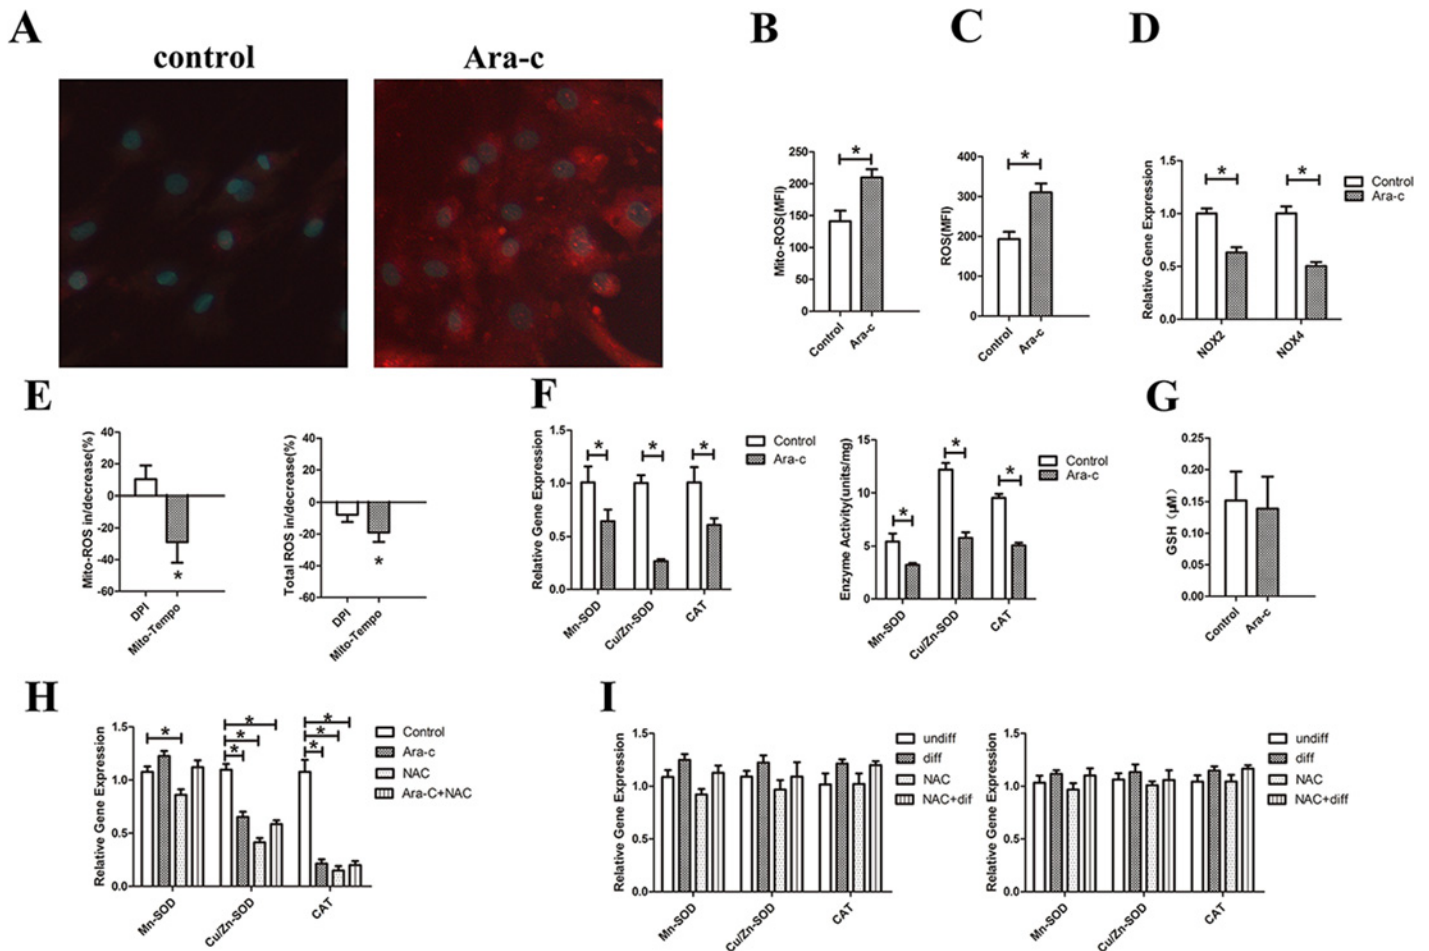 A
control
Ara-c
B
Mito-ROS(MFI)
250
200
150
100
50
0
*
Control
Ara-c
C
ROS(MFI)
400
300
200
100
0
*
Control
Ara-c
D
Relative Gene Expression
1.5
1.0
0.5
0.0
*
*
NOX2
NOX4
Control
Ara-c
E
Mito-ROS in/decrease(%)
40
20
0
-20
-40
-60
*
DPI
Mito-Tempo
Total ROS in/decrease(%)
40
20
0
-20
-40
-60
*
DPI
Mito-Tempo
F
Relative Gene Expression
1.5
1.0
0.5
0.0
*
*
*
Mn-SOD
Cu/Zn-SOD
CAT
Control
Ara-c
Enzyme Activity(units/mg)
15
10
5
0
*
*
*
Mn-SOD
Cu/Zn-SOD
CAT
Control
Ara-c
G
GSH (μM)
0.25
0.20
0.15
0.10
0.05
0.00
Control
Ara-c
H
Relative Gene Expression
1.5
1.0
0.5
0.0
*
*
*
*
*
*
*
Mn-SOD
Cu/Zn-SOD
CAT
Control
Ara-c
NAC
Ara-C+NAC
I
Relative Gene Expression
1.5
1.0
0.5
0.0
Mn-SOD
Cu/Zn-SOD
CAT
undiff
diff
NAC
NAC+dif
Relative Gene Expression
1.5
1.0
0.5
0.0
Mn-SOD
Cu/Zn-SOD
CAT
undiff
diff
NAC
NAC+diff